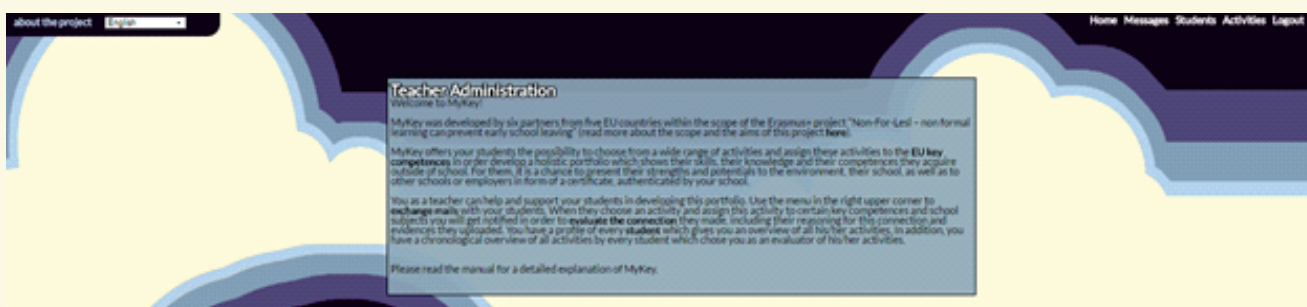 about the project English
Home Messages Students Activities Logout
Teacher Administration
Welcome to MyKey!
MyKey was developed by six partners from five EU countries within the scope of the Erasmus+ project "Non-For-Lesl – non formal
learning can prevent early school leaving" (read more about the scope and the aims of this project here).
MyKey offers your students the possibility to choose from a wide range of activities and assign these activities to the EU key
competences in order develop a holistic portfolio which shows their skills, their knowledge and their competences they acquire
outside of school. For them, it is a chance to present their strengths and potentials to the environment, their school, as well as to
other schools or employers in form of a certificate, authenticated by your school.
You as a teacher can help and support your students in developing this portfolio. Use the menu in the right upper corner to
exchange mails with your students. When they choose an activity and assign this activity to certain key competences and school
subjects you will get notified in order to evaluate the connection they made, including their reasoning for this connection and
evidences they uploaded. You have a profile of every student which gives you an overview of all his/her activities. In addition, you
have a chronological overview of all activities by every student which chose you as an evaluator of his/her activities.
Please read the manual for a detailed explanation of MyKey.